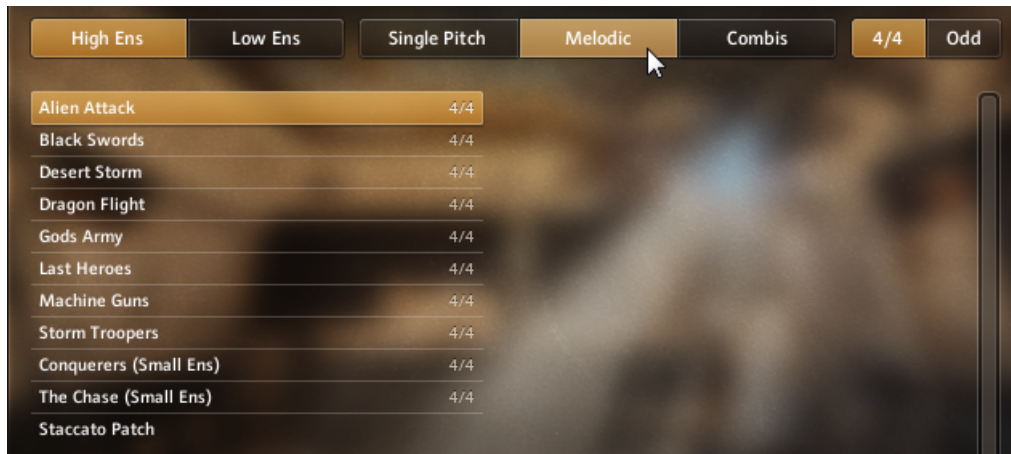 High Ens Low Ens Single Pitch Melodic Combis 4/4 Odd
Alien Attack 4/4
Black Swords 4/4
Desert Storm 4/4
Dragon Flight 4/4
Gods Army 4/4
Last Heroes 4/4
Machine Guns 4/4
Storm Troopers 4/4
Conquerers (Small Ens) 4/4
The Chase (Small Ens) 4/4
Staccato Patch